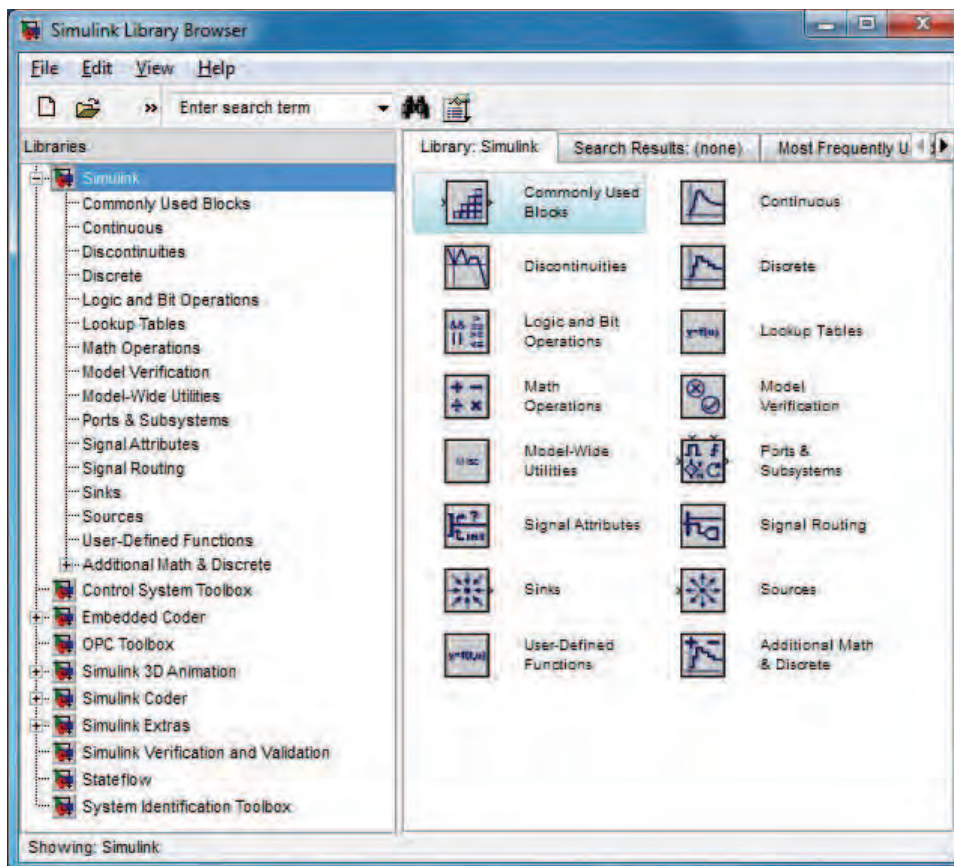 Simulink Library Browser
File Edit View Help
» Enter search term
Libraries
Simulink
Commonly Used Blocks
Continuous
Discontinuities
Discrete
Logic and Bit Operations
Lookup Tables
Math Operations
Model Verification
Model-Wide Utilities
Ports & Subsystems
Signal Attributes
Signal Routing
Sinks
Sources
User-Defined Functions
Additional Math & Discrete
Control System Toolbox
Embedded Coder
OPC Toolbox
Simulink 3D Animation
Simulink Coder
Simulink Extras
Simulink Verification and Validation
Stateflow
System Identification Toolbox
Library: Simulink Search Results: (none) Most Frequently U
Commonly Used
Blocks
Continuous
Discontinuities
Discrete
Logic and Bit
Operations
y=f(u)
Lookup Tables
Math
Operations
Model
Verification
Misc
Model-Wide
Utilities
Ports &
Subsystems
Signal Attributes
Signal Routing
Sinks
Sources
User-Defined
Functions
Additional Math
& Discrete
Showing: Simulink